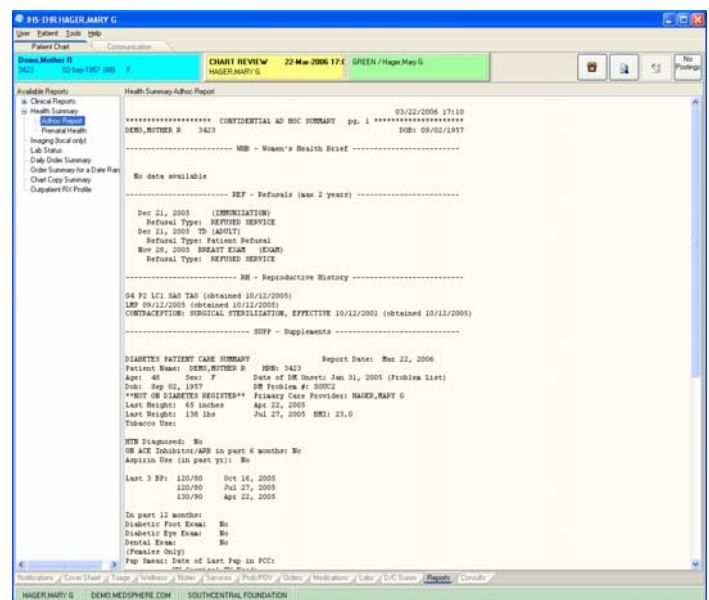 IHS-EHR HAGER,MARY G
User Patient Tools Help
Patient Chart Communication
Demo,Mother R
3423 02-Sep-1957 (48) F
CHART REVIEW 22-Mar-2006 17:(
HAGER,MARY G
GREEN / Hager,Mary G
No Postings
Available Reports
Clinical Reports
Health Summary
Adhoc Report
Prenatal Health
Imaging (local only)
Lab Status
Daily Order Summary
Order Summary for a Date Ran
Chart Copy Summary
Outpatient RX Profile
Health Summary Adhoc Report
03/22/2006 17:10
******************** CONFIDENTIAL AD HOC SUMMARY pg. 1 *********************
DEMO,MOTHER R 3423 DOB: 09/02/1957
------------------------- WHB - Women's Health Brief -------------------------
No data available
------------------------ REF - Refusals (max 2 years) ------------------------
Dec 21, 2005 (IMMUNIZATION)
Refusal Type: REFUSED SERVICE
Dec 21, 2005 TD (ADULT)
Refusal Type: Patient Refusal
Nov 28, 2005 BREAST EXAM (EXAM)
Refusal Type: REFUSED SERVICE
-------------------------- RH - Reproductive History --------------------------
G4 P2 LC1 SA0 TA0 (obtained 10/12/2005)
LMP 09/12/2005 (obtained 10/12/2005)
CONTRACEPTION: SURGICAL STERILIZATION, EFFECTIVE 10/12/2001 (obtained 10/12/2005)
----------------------------- SUPP - Supplements -----------------------------
DIABETES PATIENT CARE SUMMARY Report Date: Mar 22, 2006
Patient Name: DEMO,MOTHER R HRN: 3423
Age: 48 Sex: F Date of DM Onset: Jan 31, 2005 (Problem List)
Dob: Sep 02, 1957 DM Problem #: SOUC2
**NOT ON DIABETES REGISTER** Primary Care Provider: HAGER,MARY G
Last Height: 65 inches Apr 22, 2005
Last Weight: 138 lbs Jul 27, 2005 BMI: 23.0
Tobacco Use:
HTN Diagnosed: No
ON ACE Inhibitor/ARB in past 6 months: No
Aspirin Use (in past yr): No
Last 3 BP: 120/80 Oct 16, 2005
120/80 Jul 27, 2005
130/90 Apr 22, 2005
In past 12 months:
Diabetic Foot Exam: No
Diabetic Eye Exam: No
Dental Exam: No
(Females Only)
Pap Smear: Date of Last Pap in PCC:
Notifications Cover Sheet Triage Wellness Notes Services Prob/POV Orders Medications Labs D/C Summ Reports Consults
HAGER,MARY G DEMO.MEDSPHERE.COM SOUTHCENTRAL FOUNDATION